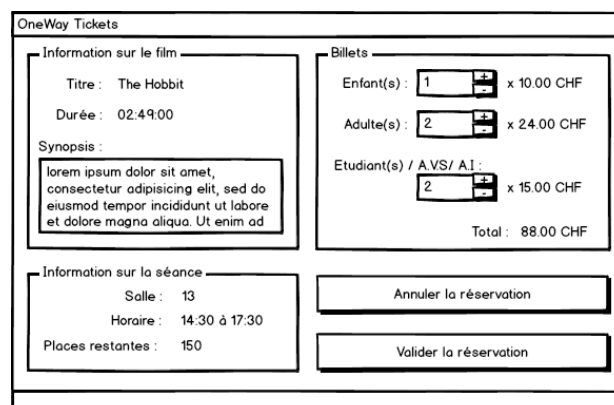 OneWay Tickets
Information sur le film
Titre : The Hobbit
Durée : 02:49:00
Synopsis :
lorem ipsum dolor sit amet,
consectetur adipisicing elit, sed do
eiusmod tempor incididunt ut labore
et dolore magna aliqua. Ut enim ad
Billets
Enfant(s) : 1 + - x 10.00 CHF
Adulte(s) : 2 + - x 24.00 CHF
Etudiant(s) / A.VS/ A.I :
2 + - x 15.00 CHF
Total : 88.00 CHF
Information sur la séance
Salle : 13
Horaire : 14:30 à 17:30
Places restantes : 150
Annuler la réservation
Valider la réservation